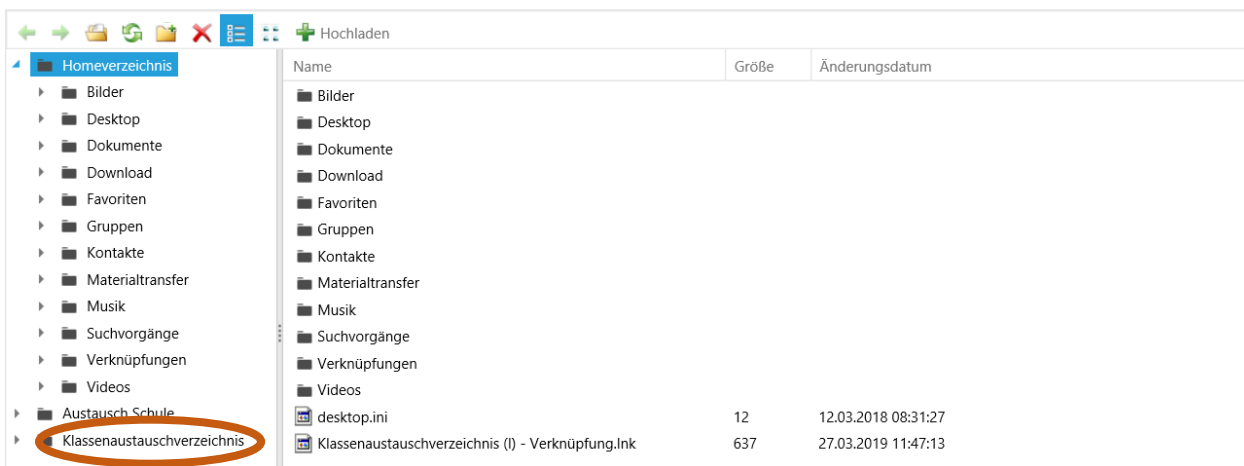 Hochladen
Homeverzeichnis
Bilder
Desktop
Dokumente
Download
Favoriten
Gruppen
Kontakte
Materialtransfer
Musik
Suchvorgänge
Verknüpfungen
Videos
Austausch Schule
Klassenaustauschverzeichnis
Name Größe Änderungsdatum
Bilder
Desktop
Dokumente
Download
Favoriten
Gruppen
Kontakte
Materialtransfer
Musik
Suchvorgänge
Verknüpfungen
Videos
desktop.ini 12 12.03.2018 08:31:27
Klassenaustauschverzeichnis (I) - Verknüpfung.lnk 637 27.03.2019 11:47:13